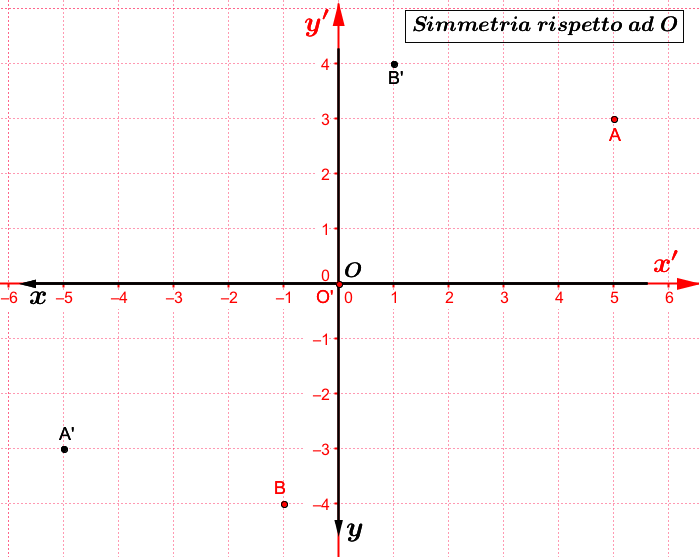 Simmetria rispetto ad O
y′
4
B'
3
A
2
1
0
O
x′
–6
x
–5
–4
–3
–2
–1
O'
0
1
2
3
4
5
6
–1
–2
A'
–3
B
–4
y